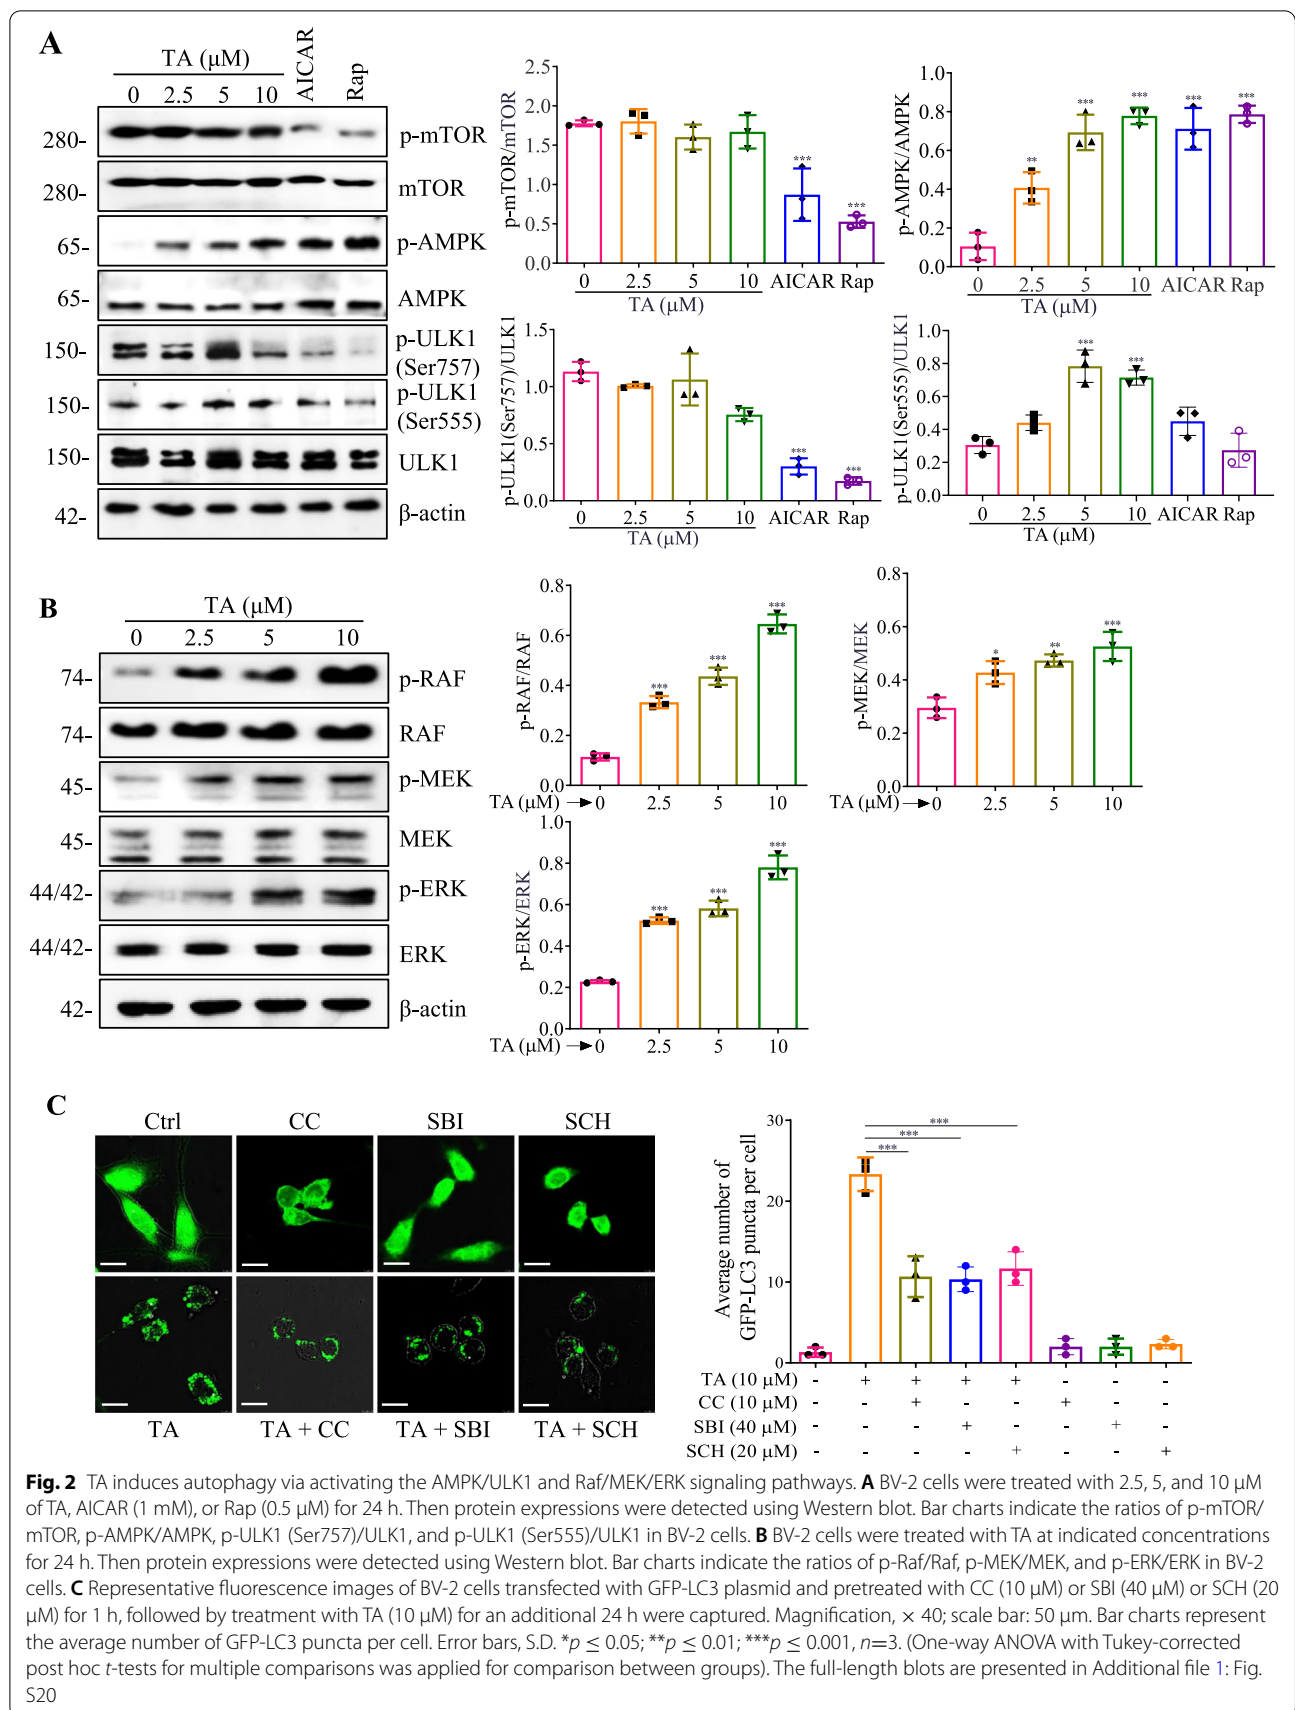 A
TA (μM)
0 2.5 5 10 AICAR Rap
280- p-mTOR
280- mTOR
65- p-AMPK
65- AMPK
150- p-ULK1
(Ser757)
150- p-ULK1
(Ser555)
150- ULK1
42- β-actin
p-mTOR/mTOR
2.5
2.0
1.5
1.0
0.5
0.0
*** ***
0 2.5 5 10 AICAR Rap
TA (μM)
p-AMPK/AMPK
1.0
0.8
0.6
0.4
0.2
0.0
** *** *** *** ***
0 2.5 5 10 AICAR Rap
TA (μM)
p-ULK1(Ser757)/ULK1
1.5
1.0
0.5
0.0
*** ***
0 2.5 5 10 AICAR Rap
TA (μM)
p-ULK1(Ser555)/ULK1
1.0
0.8
0.6
0.4
0.2
0.0
*** ***
0 2.5 5 10 AICAR Rap
TA (μM)
B
TA (μM)
0 2.5 5 10
74- p-RAF
74- RAF
45- p-MEK
45- MEK
44/42- p-ERK
44/42- ERK
42- β-actin
p-RAF/RAF
0.8
0.6
0.4
0.2
0.0
*** *** ***
TA (μM) 0 2.5 5 10
p-MEK/MEK
0.8
0.6
0.4
0.2
0.0
* ** ***
TA (μM) 0 2.5 5 10
p-ERK/ERK
1.0
0.8
0.6
0.4
0.2
0.0
*** *** ***
TA (μM) 0 2.5 5 10
C
Ctrl CC SBI SCH
TA TA + CC TA + SBI TA + SCH
Average number of
GFP-LC3 puncta per cell
30
20
10
0
***
***
***
TA (10 μM) - + + + + - - -
CC (10 μM) - - + - - + - -
SBI (40 μM) - - - + - - + -
SCH (20 μM) - - - - + - - +
Fig. 2 TA induces autophagy via activating the AMPK/ULK1 and Raf/MEK/ERK signaling pathways. A BV-2 cells were treated with 2.5, 5, and 10 μM
of TA, AICAR (1 mM), or Rap (0.5 μM) for 24 h. Then protein expressions were detected using Western blot. Bar charts indicate the ratios of p-mTOR/
mTOR, p-AMPK/AMPK, p-ULK1 (Ser757)/ULK1, and p-ULK1 (Ser555)/ULK1 in BV-2 cells. B BV-2 cells were treated with TA at indicated concentrations
for 24 h. Then protein expressions were detected using Western blot. Bar charts indicate the ratios of p-Raf/Raf, p-MEK/MEK, and p-ERK/ERK in BV-2
cells. C Representative fluorescence images of BV-2 cells transfected with GFP-LC3 plasmid and pretreated with CC (10 μM) or SBI (40 μM) or SCH (20
μM) for 1 h, followed by treatment with TA (10 μM) for an additional 24 h were captured. Magnification, × 40; scale bar: 50 μm. Bar charts represent
the average number of GFP-LC3 puncta per cell. Error bars, S.D. *p ≤ 0.05; **p ≤ 0.01; ***p ≤ 0.001, n=3. (One-way ANOVA with Tukey-corrected
post hoc t-tests for multiple comparisons was applied for comparison between groups). The full-length blots are presented in Additional file 1: Fig.
S20